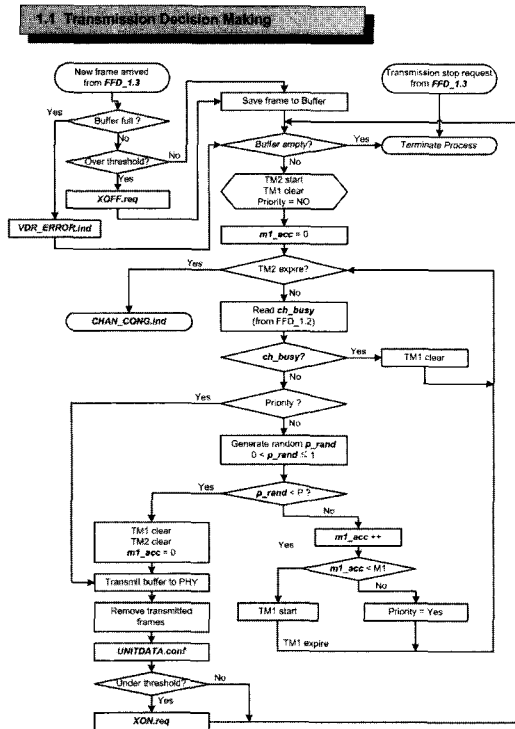 1.1 Transmission Decision Making
New frame arrived
from FFD_1.3
Transmission stop request
from FFD_1.3
Yes
Buffer full ?
Save frame to Buffer
No
Over threshold?
No
Buffer empty?
Yes
Terminate Process
Yes
No
XOFF.req
TM2 start
TM1 clear
Priority = NO
VDR_ERROR.ind
m1_acc = 0
Yes
TM2 expire?
No
CHAN_CONG.ind
Read ch_busy
(from FFD_1.2)
ch_busy?
Yes
TM1 clear
No
Yes
Priority ?
No
Generate random p_rand
0 < p_rand ≤ 1
Yes
p_rand < P ?
No
TM1 clear
TM2 clear
m1_acc = 0
m1_acc ++
Yes
m1_acc < M1
Transmit buffer to PHY
No
Remove transmitted
frames
TM1 start
Priority = Yes
UNITDATA.conf
TM1 expire
Under threshold?
No
Yes
XON.req